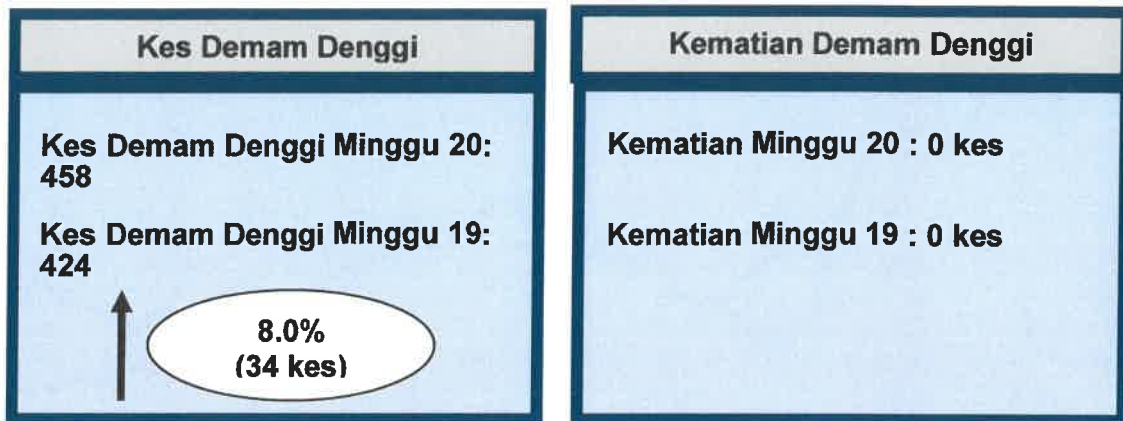 Kes Demam Denggi
Kes Demam Denggi Minggu 20:
458
Kes Demam Denggi Minggu 19:
424
8.0%
(34 kes)
Kematian Demam Denggi
Kematian Minggu 20 : 0 kes
Kematian Minggu 19 : 0 kes